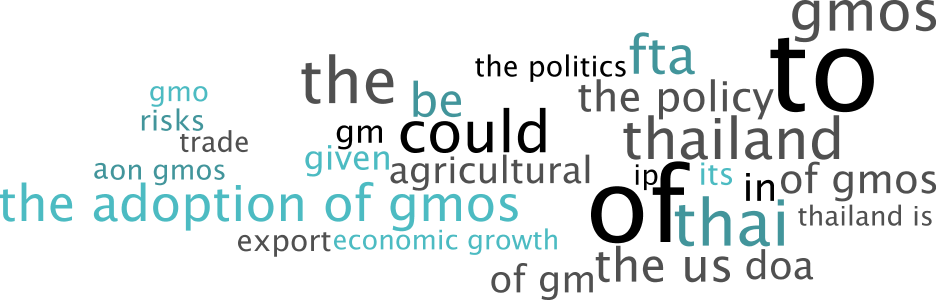 gmos
to
fta
the politics
the
be
the policy
gmo
risks
trade
gm
could
thailand
given
agricultural
aon gmos
ip
its
in
of gmos
of
the adoption of gmos
thai
thailand is
export
economic growth
the us
doa
of gm